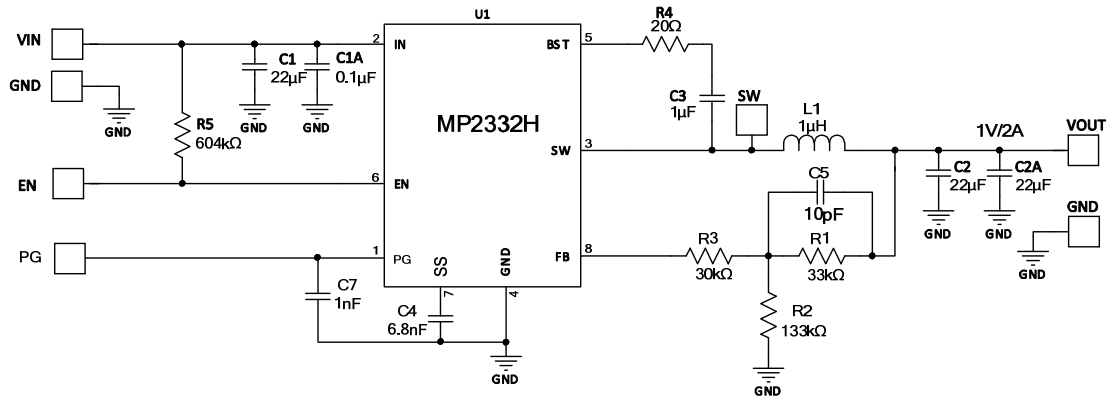 U1
R4
20Ω
VIN
2
IN
BST
5
C1
22µF
C1A
0.1µF
C3
1µF
SW
GND
GND
GND
GND
R5
604kΩ
MP2332H
L1
1µH
1V/2A
VOUT
SW
3
EN
6
EN
C5
10pF
C2
22µF
C2A
22µF
GND
GND
GND
GND
PG
1
PG
SS
GND
FB
8
R3
30kΩ
R1
33kΩ
C7
1nF
7
4
C4
6.8nF
R2
133kΩ
GND
GND